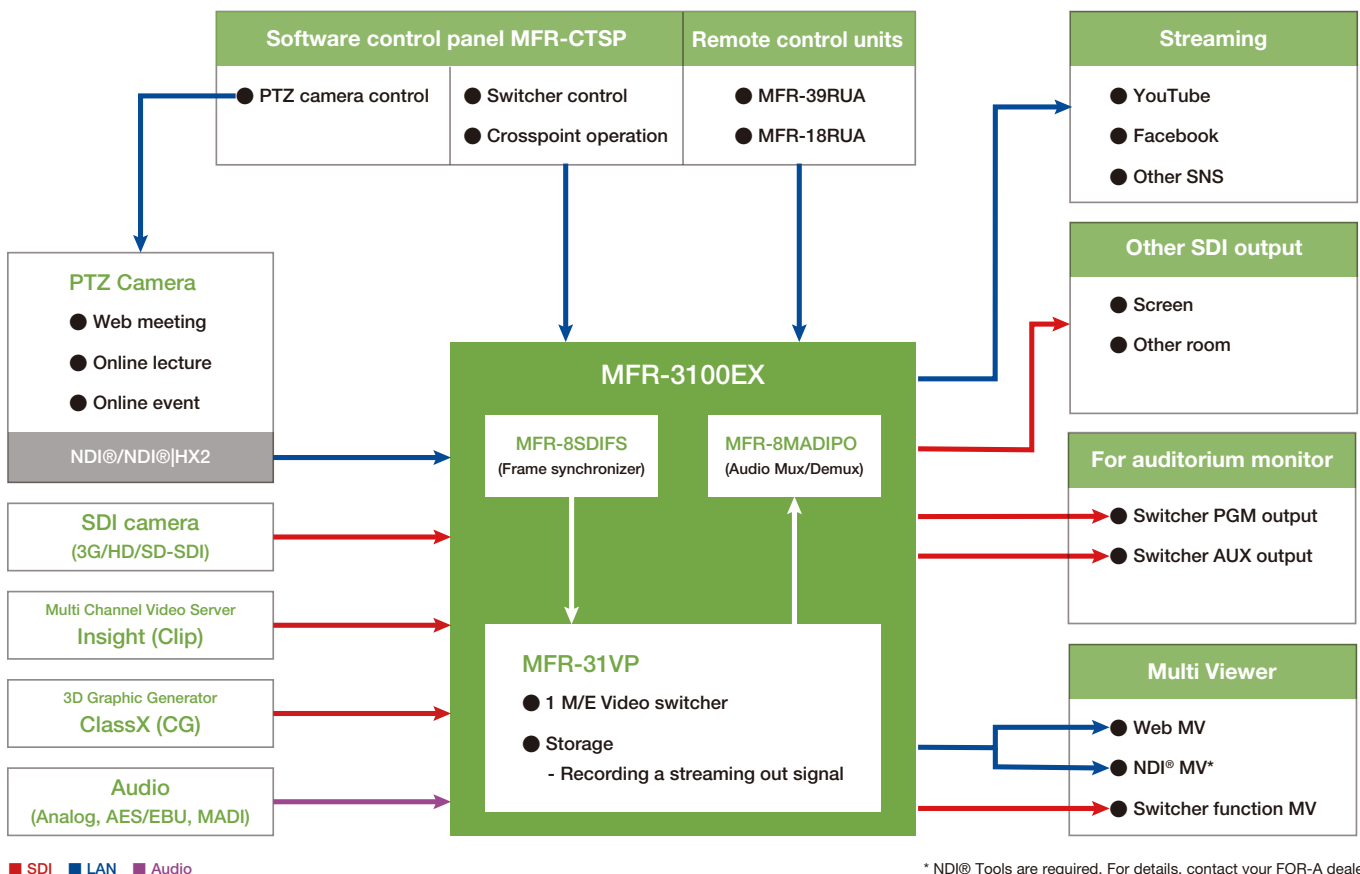 Software control panel MFR-CTSP
● PTZ camera control
● Switcher control
● Crosspoint operation
Remote control units
● MFR-39RUA
● MFR-18RUA
Streaming
● YouTube
● Facebook
● Other SNS
PTZ Camera
● Web meeting
● Online lecture
● Online event
NDI®/NDI®|HX2
SDI camera
(3G/HD/SD-SDI)
Multi Channel Video Server
Insight (Clip)
3D Graphic Generator
ClassX (CG)
Audio
(Analog, AES/EBU, MADI)
MFR-3100EX
MFR-8SDIFS
(Frame synchronizer)
MFR-8MADIPO
(Audio Mux/Demux)
MFR-31VP
● 1 M/E Video switcher
● Storage
- Recording a streaming out signal
Other SDI output
● Screen
● Other room
For auditorium monitor
● Switcher PGM output
● Switcher AUX output
Multi Viewer
● Web MV
● NDI® MV*
● Switcher function MV
■ SDI ■ LAN ■ Audio
* NDI® Tools are required. For details, contact your FOR-A deale